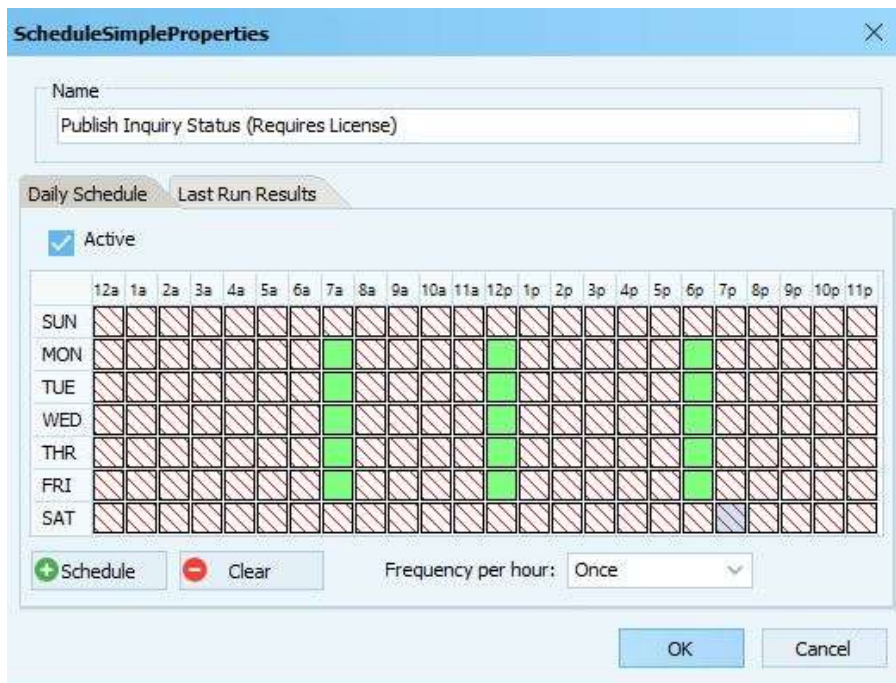 ScheduleSimpleProperties
Name
Publish Inquiry Status (Requires License)
Daily Schedule Last Run Results
Active
12a 1a 2a 3a 4a 5a 6a 7a 8a 9a 10a 11a 12p 1p 2p 3p 4p 5p 6p 7p 8p 9p 10p 11p
SUN
MON
TUE
WED
THR
FRI
SAT
Schedule Clear Frequency per hour: Once
OK Cancel